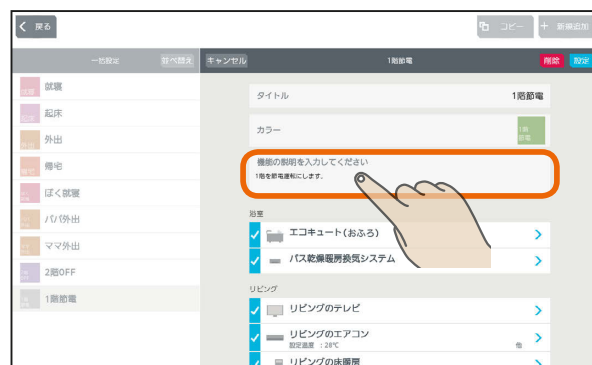 戻る
コピー
新規追加
一括設定
並べ替え
キャンセル
1階節電
削除
設定
就寝
起床
外出
帰宅
ぼく就寝
パパ外出
ママ外出
2階OFF
1階節電
タイトル
1階節電
カラー
1階
節電
機能の説明を入力してください
1階を節電運転にします。
浴室
エコキュート(おふろ)
バス乾燥暖房換気システム
リビング
リビングのテレビ
リビングのエアコン
設定温度 : 28℃
他
リビングの床暖房